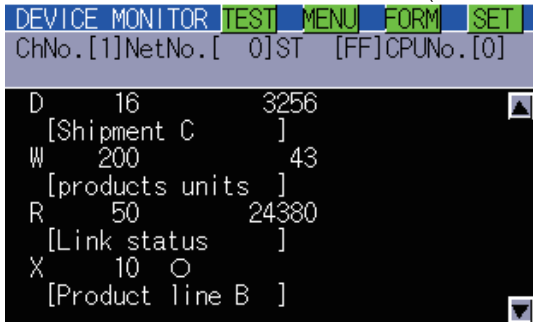 DEVICE MONITOR TEST MENU FORM SET
ChNo.[1]NetNo.[ 0]ST [FF]CPUNo.[0]
D 16 3256
[Shipment C ]
W 200 43
[products units ]
R 50 24380
[Link status ]
X 10 ○
[Product line B ]